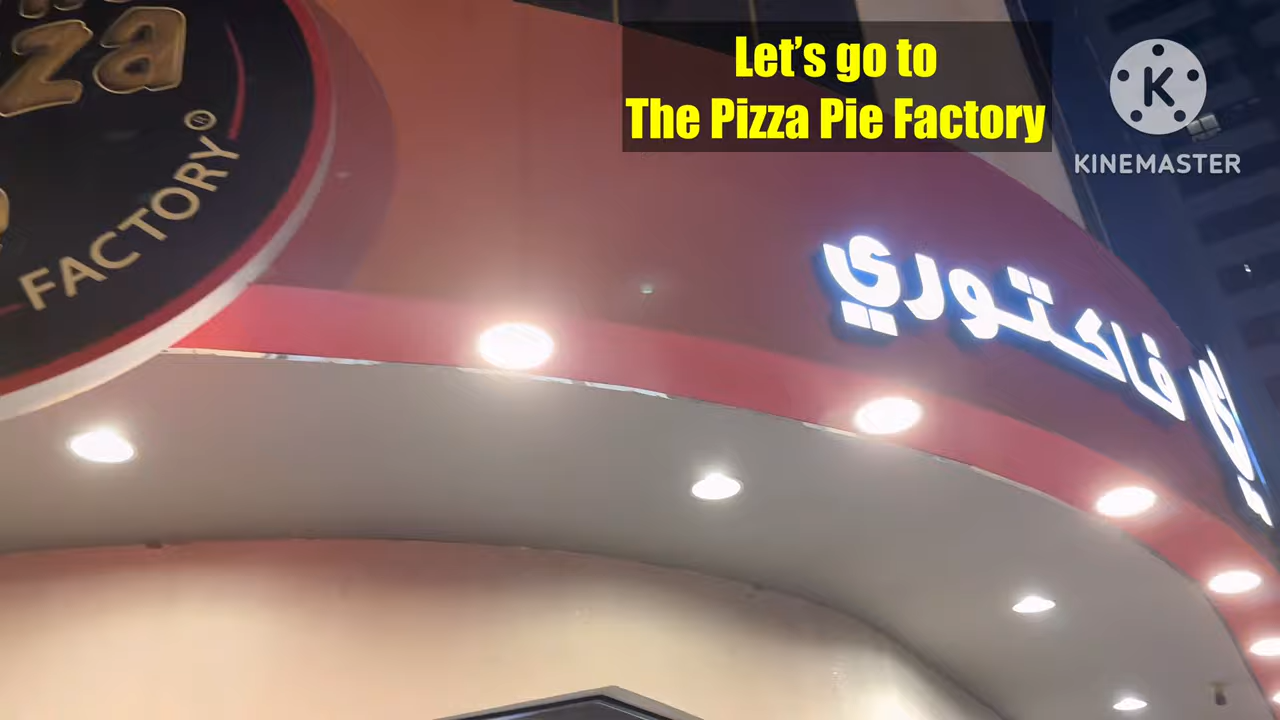 Let's go to
The Pizza Pie Factory
KINEMASTER
za
FACTORY
فاكتوري